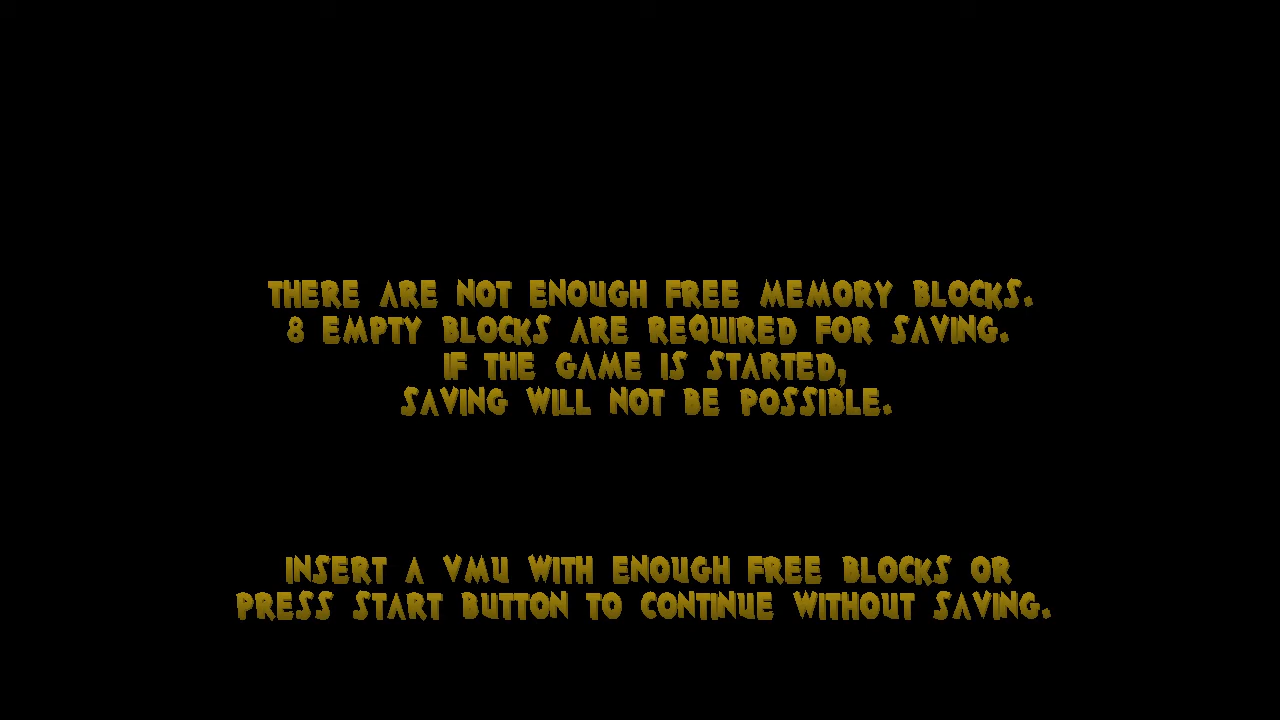 THERE ARE NOT ENOUGH FREE MEMORY BLOCKS.
8 EMPTY BLOCKS ARE REQUIRED FOR SAVING.
IF THE GAME IS STARTED,
SAVING WILL NOT BE POSSIBLE.
INSERT A VMU WITH ENOUGH FREE BLOCKS OR
PRESS START BUTTON TO CONTINUE WITHOUT SAVING.